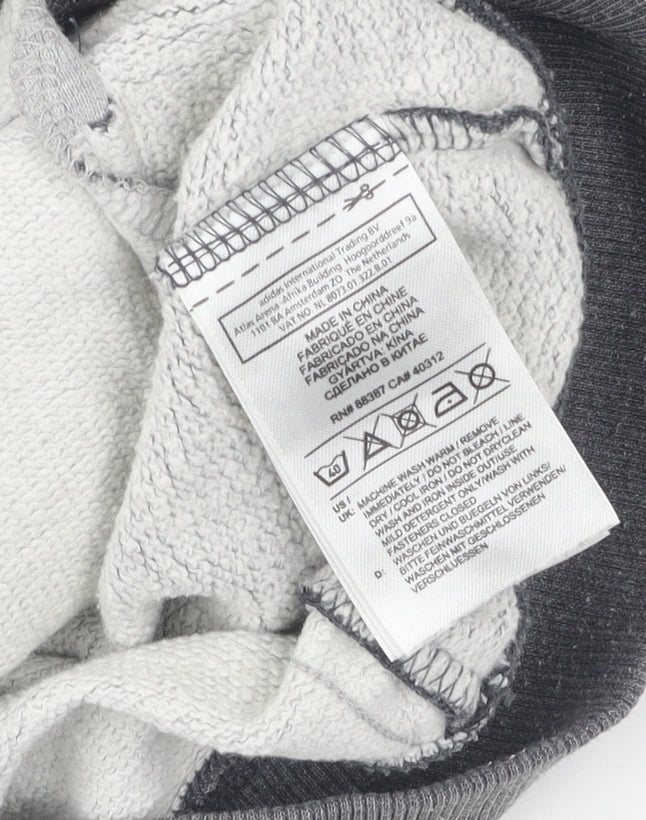 adidas International Trading BV
Atlas Arena -Afrika Building Hoogoorddreef 9a
1101 BA Amsterdam ZO The Netherlands
VAT NO NL 8073.01.322.B.01
MADE IN CHINA
FABRIQUÉ EN CHINE
FABRICADO EN CHINA
FABRICADO NA CHINA
GYÁRTVA: KÍNA
СДЕЛАНО В КИТАЕ
RN# 88387 CA# 40312
40
US / UK: MACHINE WASH WARM / REMOVE
IMMEDIATELY / DO NOT BLEACH / LINE
DRY / COOL IRON / DO NOT DRYCLEAN
WASH AND IRON INSIDE OUT/USE
MILD DETERGENT ONLY/WASH WITH
FASTENERS CLOSED
D: WASCHEN UND BUEGELN VON LINKS/
BITTE FEINWASCHMITTEL VERWENDEN/
WASCHEN MIT GESCHLOSSENEN
VERSCHLUESSEN